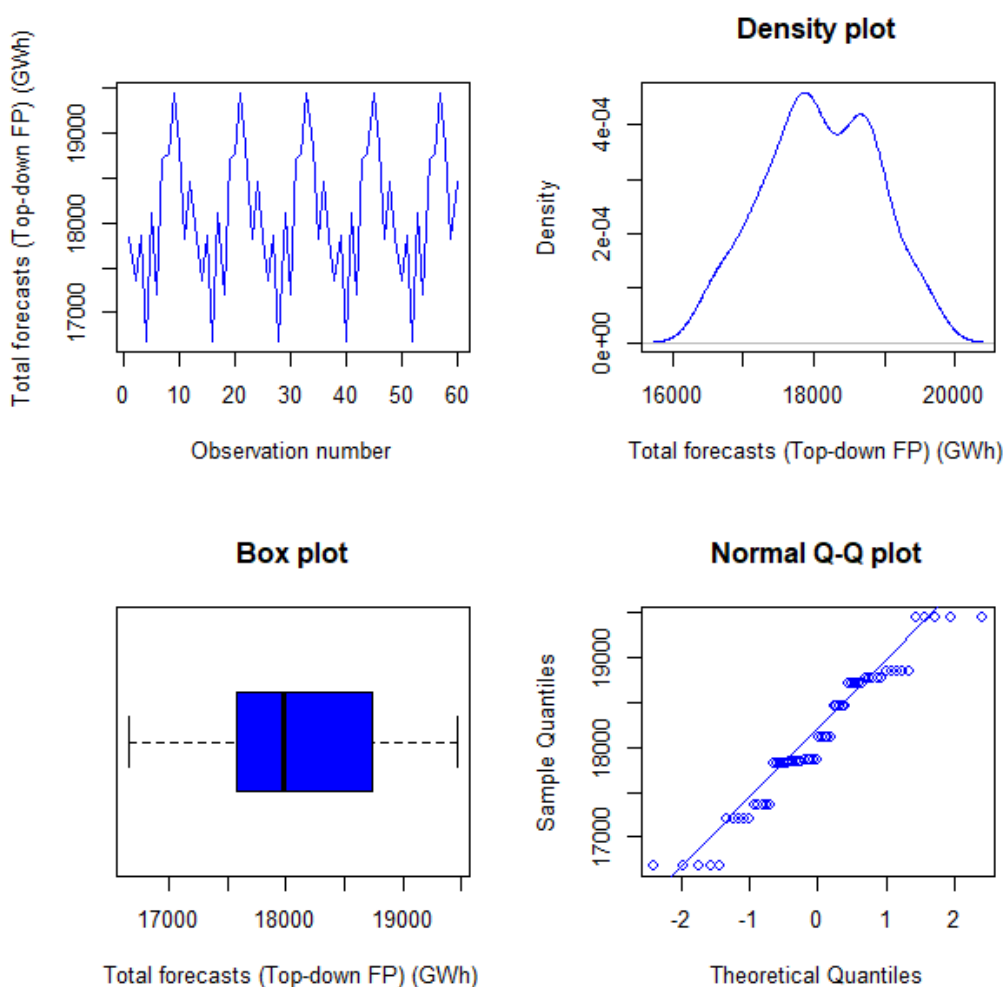 Total forecasts (Top-down FP) (GWh)
17000 18000 19000
0 10 20 30 40 50 60
Observation number
Density plot
Density
0e+00 2e-04 4e-04
16000 18000 20000
Total forecasts (Top-down FP) (GWh)
Box plot
17000 18000 19000
Total forecasts (Top-down FP) (GWh)
Normal Q-Q plot
Sample Quantiles
17000 18000 19000
-2 -1 0 1 2
Theoretical Quantiles